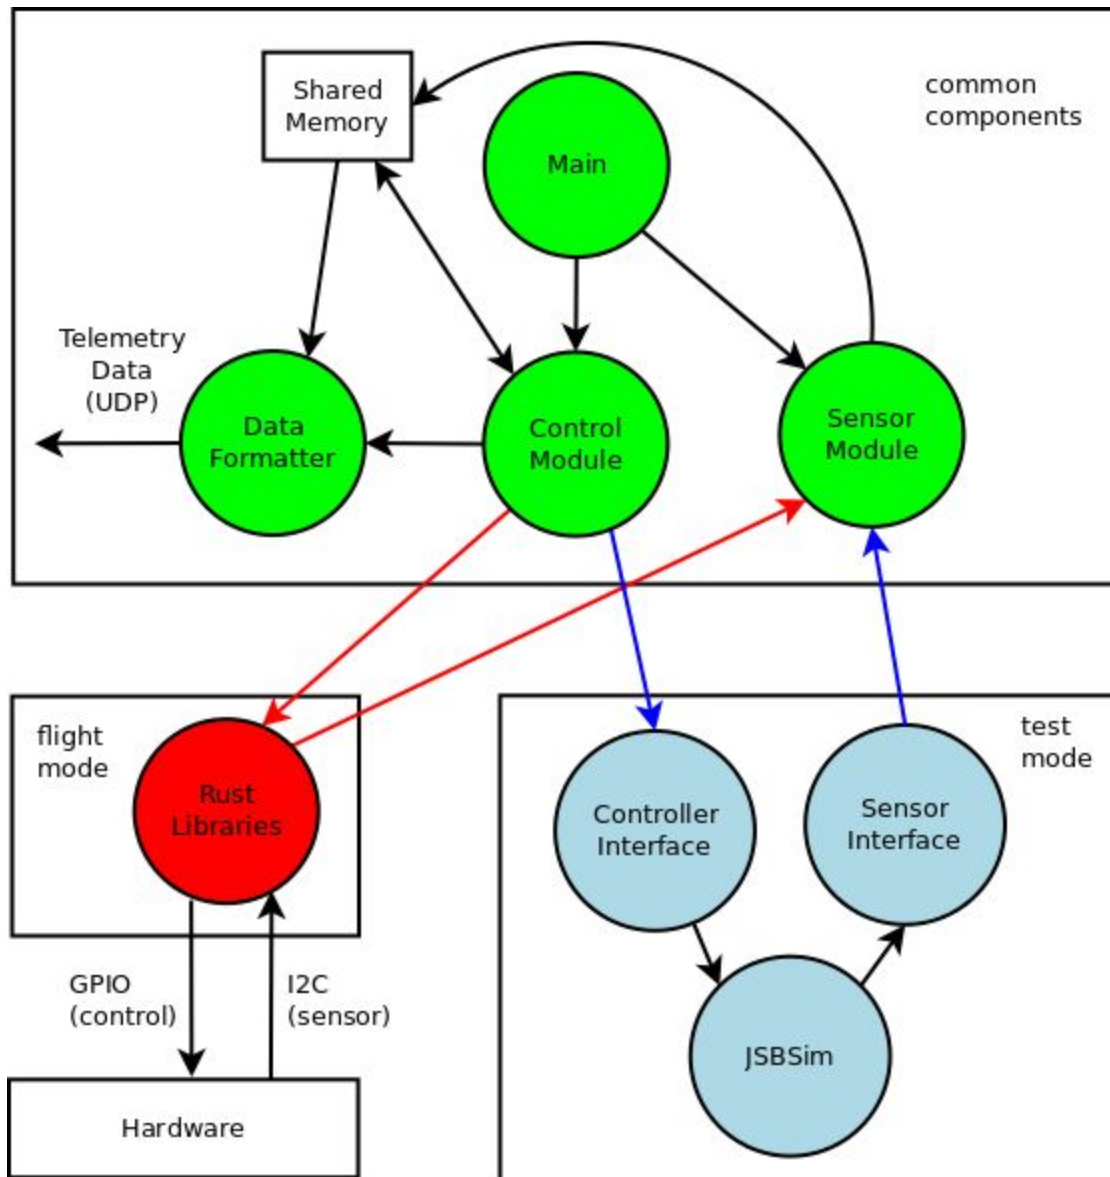 Shared
Memory
Main
common
components
Telemetry
Data
(UDP)
Data
Formatter
Control
Module
Sensor
Module
flight
mode
Rust
Libraries
test
mode
Controller
Interface
Sensor
Interface
GPIO
(control)
I2C
(sensor)
JSBSim
Hardware